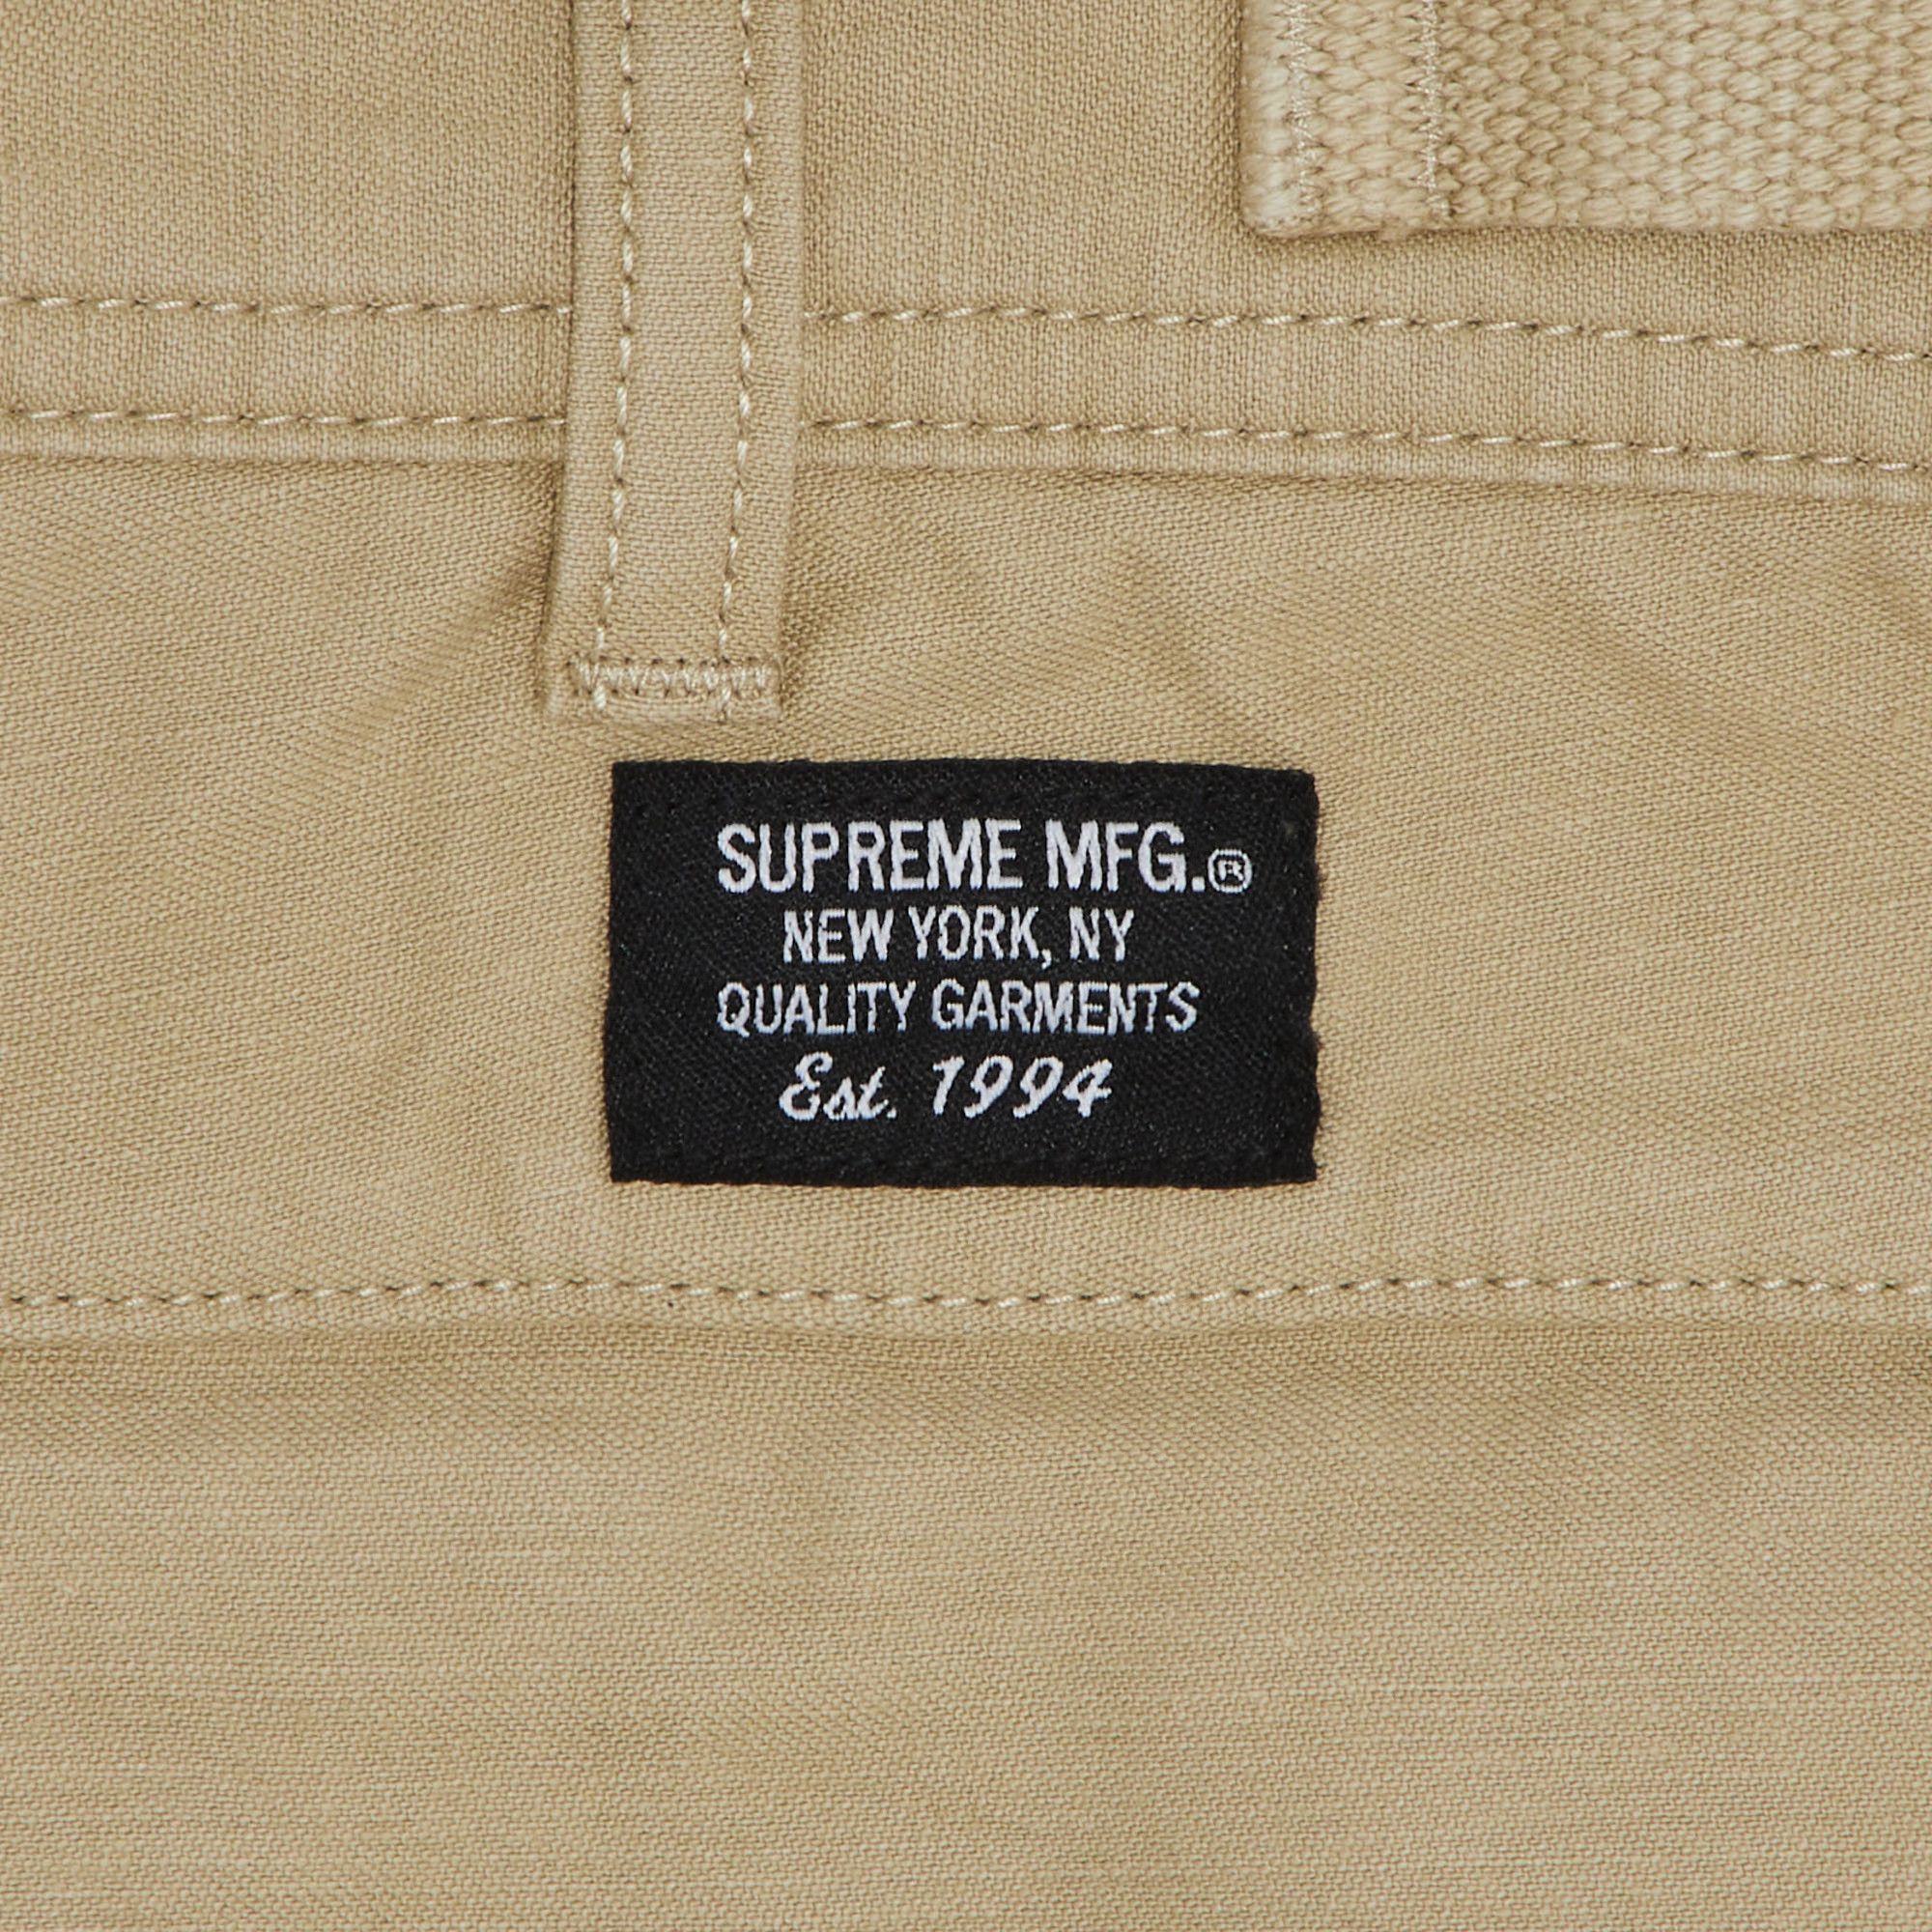 SUPREME MFG.®
NEW YORK, NY
QUALITY GARMENTS
Est. 1994